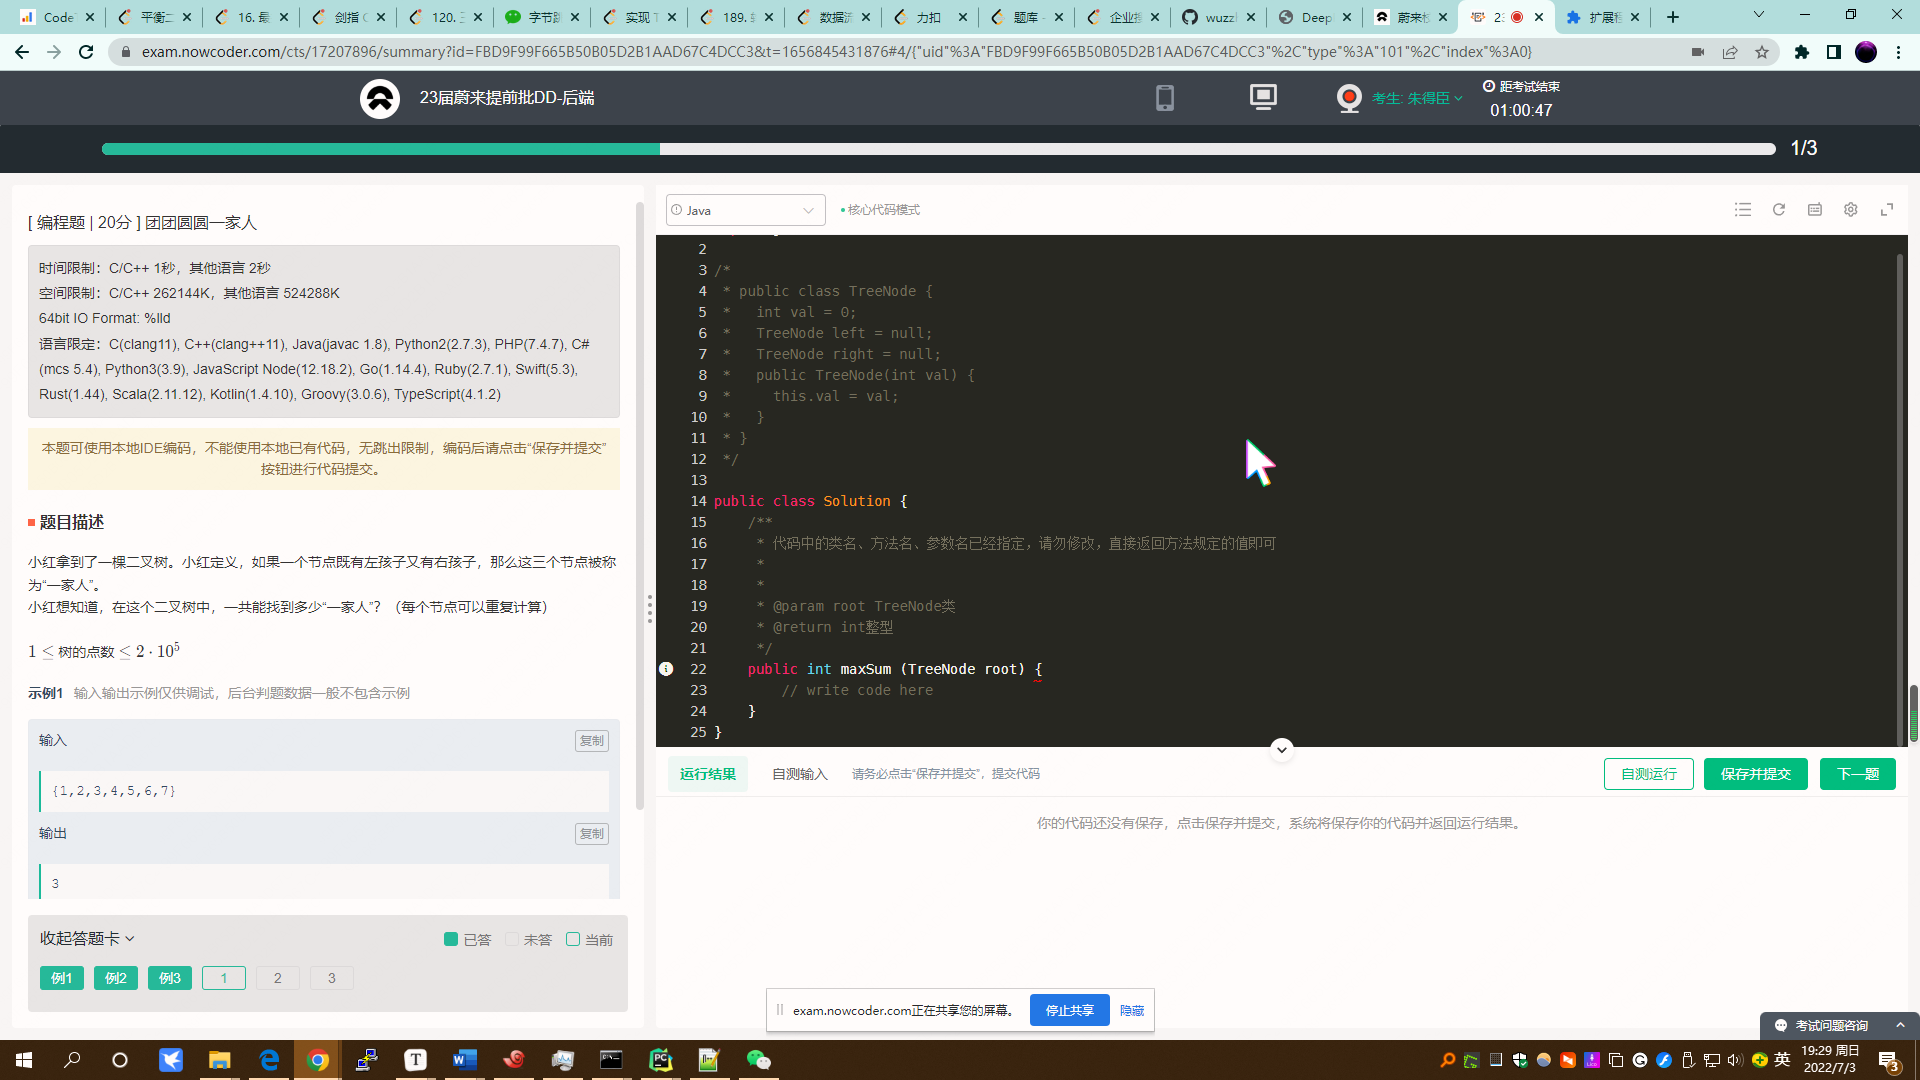 Code
平衡二
16. 最
剑指
120. 三
字节跳
实现 T
189. 轮
数据流
力扣
题库 -
企业招
wuzzl
Deep
蔚来校
23
扩展程
exam.nowcoder.com/cts/17207896/summary?id=FBD9F99F665B50B05D2B1AAD67C4DCC3&t=1656845431876#4/{"uid"%3A"FBD9F99F665B50B05D2B1AAD67C4DCC3"%2C"type"%3A"101"%2C"index"%3A0}
23届蔚来提前批DD-后端
考生: 朱得臣
距考试结束
01:00:47
1/3
[ 编程题 | 20分 ] 团团圆圆一家人
时间限制：C/C++ 1秒，其他语言 2秒
空间限制：C/C++ 262144K，其他语言 524288K
64bit IO Format: %lld
语言限定：C(clang11), C++(clang++11), Java(javac 1.8), Python2(2.7.3), PHP(7.4.7), C#
(mcs 5.4), Python3(3.9), JavaScript Node(12.18.2), Go(1.14.4), Ruby(2.7.1), Swift(5.3),
Rust(1.44), Scala(2.11.12), Kotlin(1.4.10), Groovy(3.0.6), TypeScript(4.1.2)
本题可使用本地IDE编码，不能使用本地已有代码，无跳出限制，编码后请点击“保存并提交”
按钮进行代码提交。
题目描述
小红拿到了一棵二叉树。小红定义，如果一个节点既有左孩子又有右孩子，那么这三个节点被称
为“一家人”。
小红想知道，在这个二叉树中，一共能找到多少“一家人”？（每个节点可以重复计算）
1 ≤ 树的点数 ≤ 2 · 10⁵
示例1 输入输出示例仅供调试，后台判题数据一般不包含示例
输入
复制
{1,2,3,4,5,6,7}
输出
复制
3
收起答题卡
已答
未答
当前
例1
例2
例3
1
2
3
Java
核心代码模式
2
3 /*
4  * public class TreeNode {
5  *   int val = 0;
6  *   TreeNode left = null;
7  *   TreeNode right = null;
8  *   public TreeNode(int val) {
9  *     this.val = val;
10  *   }
11  * }
12  */
13
14 public class Solution {
15     /**
16      * 代码中的类名、方法名、参数名已经指定，请勿修改，直接返回方法规定的值即可
17      *
18      *
19      * @param root TreeNode类
20      * @return int整型
21      */
22     public int maxSum (TreeNode root) {
23         // write code here
24     }
25 }
运行结果
自测输入
请务必点击“保存并提交”，提交代码
自测运行
保存并提交
下一题
你的代码还没有保存，点击保存并提交，系统将保存你的代码并返回运行结果。
exam.nowcoder.com正在共享您的屏幕。
停止共享
隐藏
考试问题咨询
英
19:29 周日
2022/7/3
3